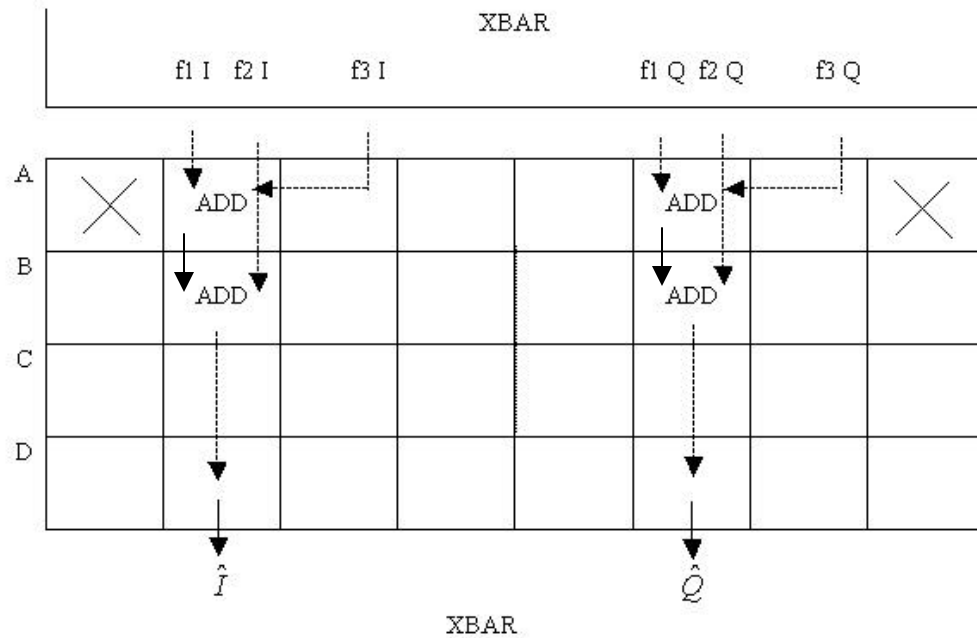 XBAR
f1 I f2 I f3 I f1 Q f2 Q f3 Q
A
ADD ADD
B
ADD ADD
C
D
Î Q̂
XBAR